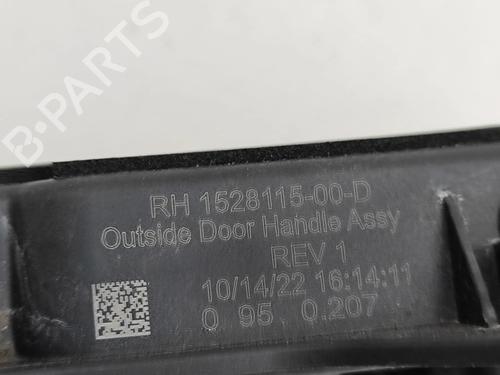 B-PARTS
RH 1528115-00-D
Outside Door Handle Assy
REV 1
10/14/22 16:14:11
0 95 0.207